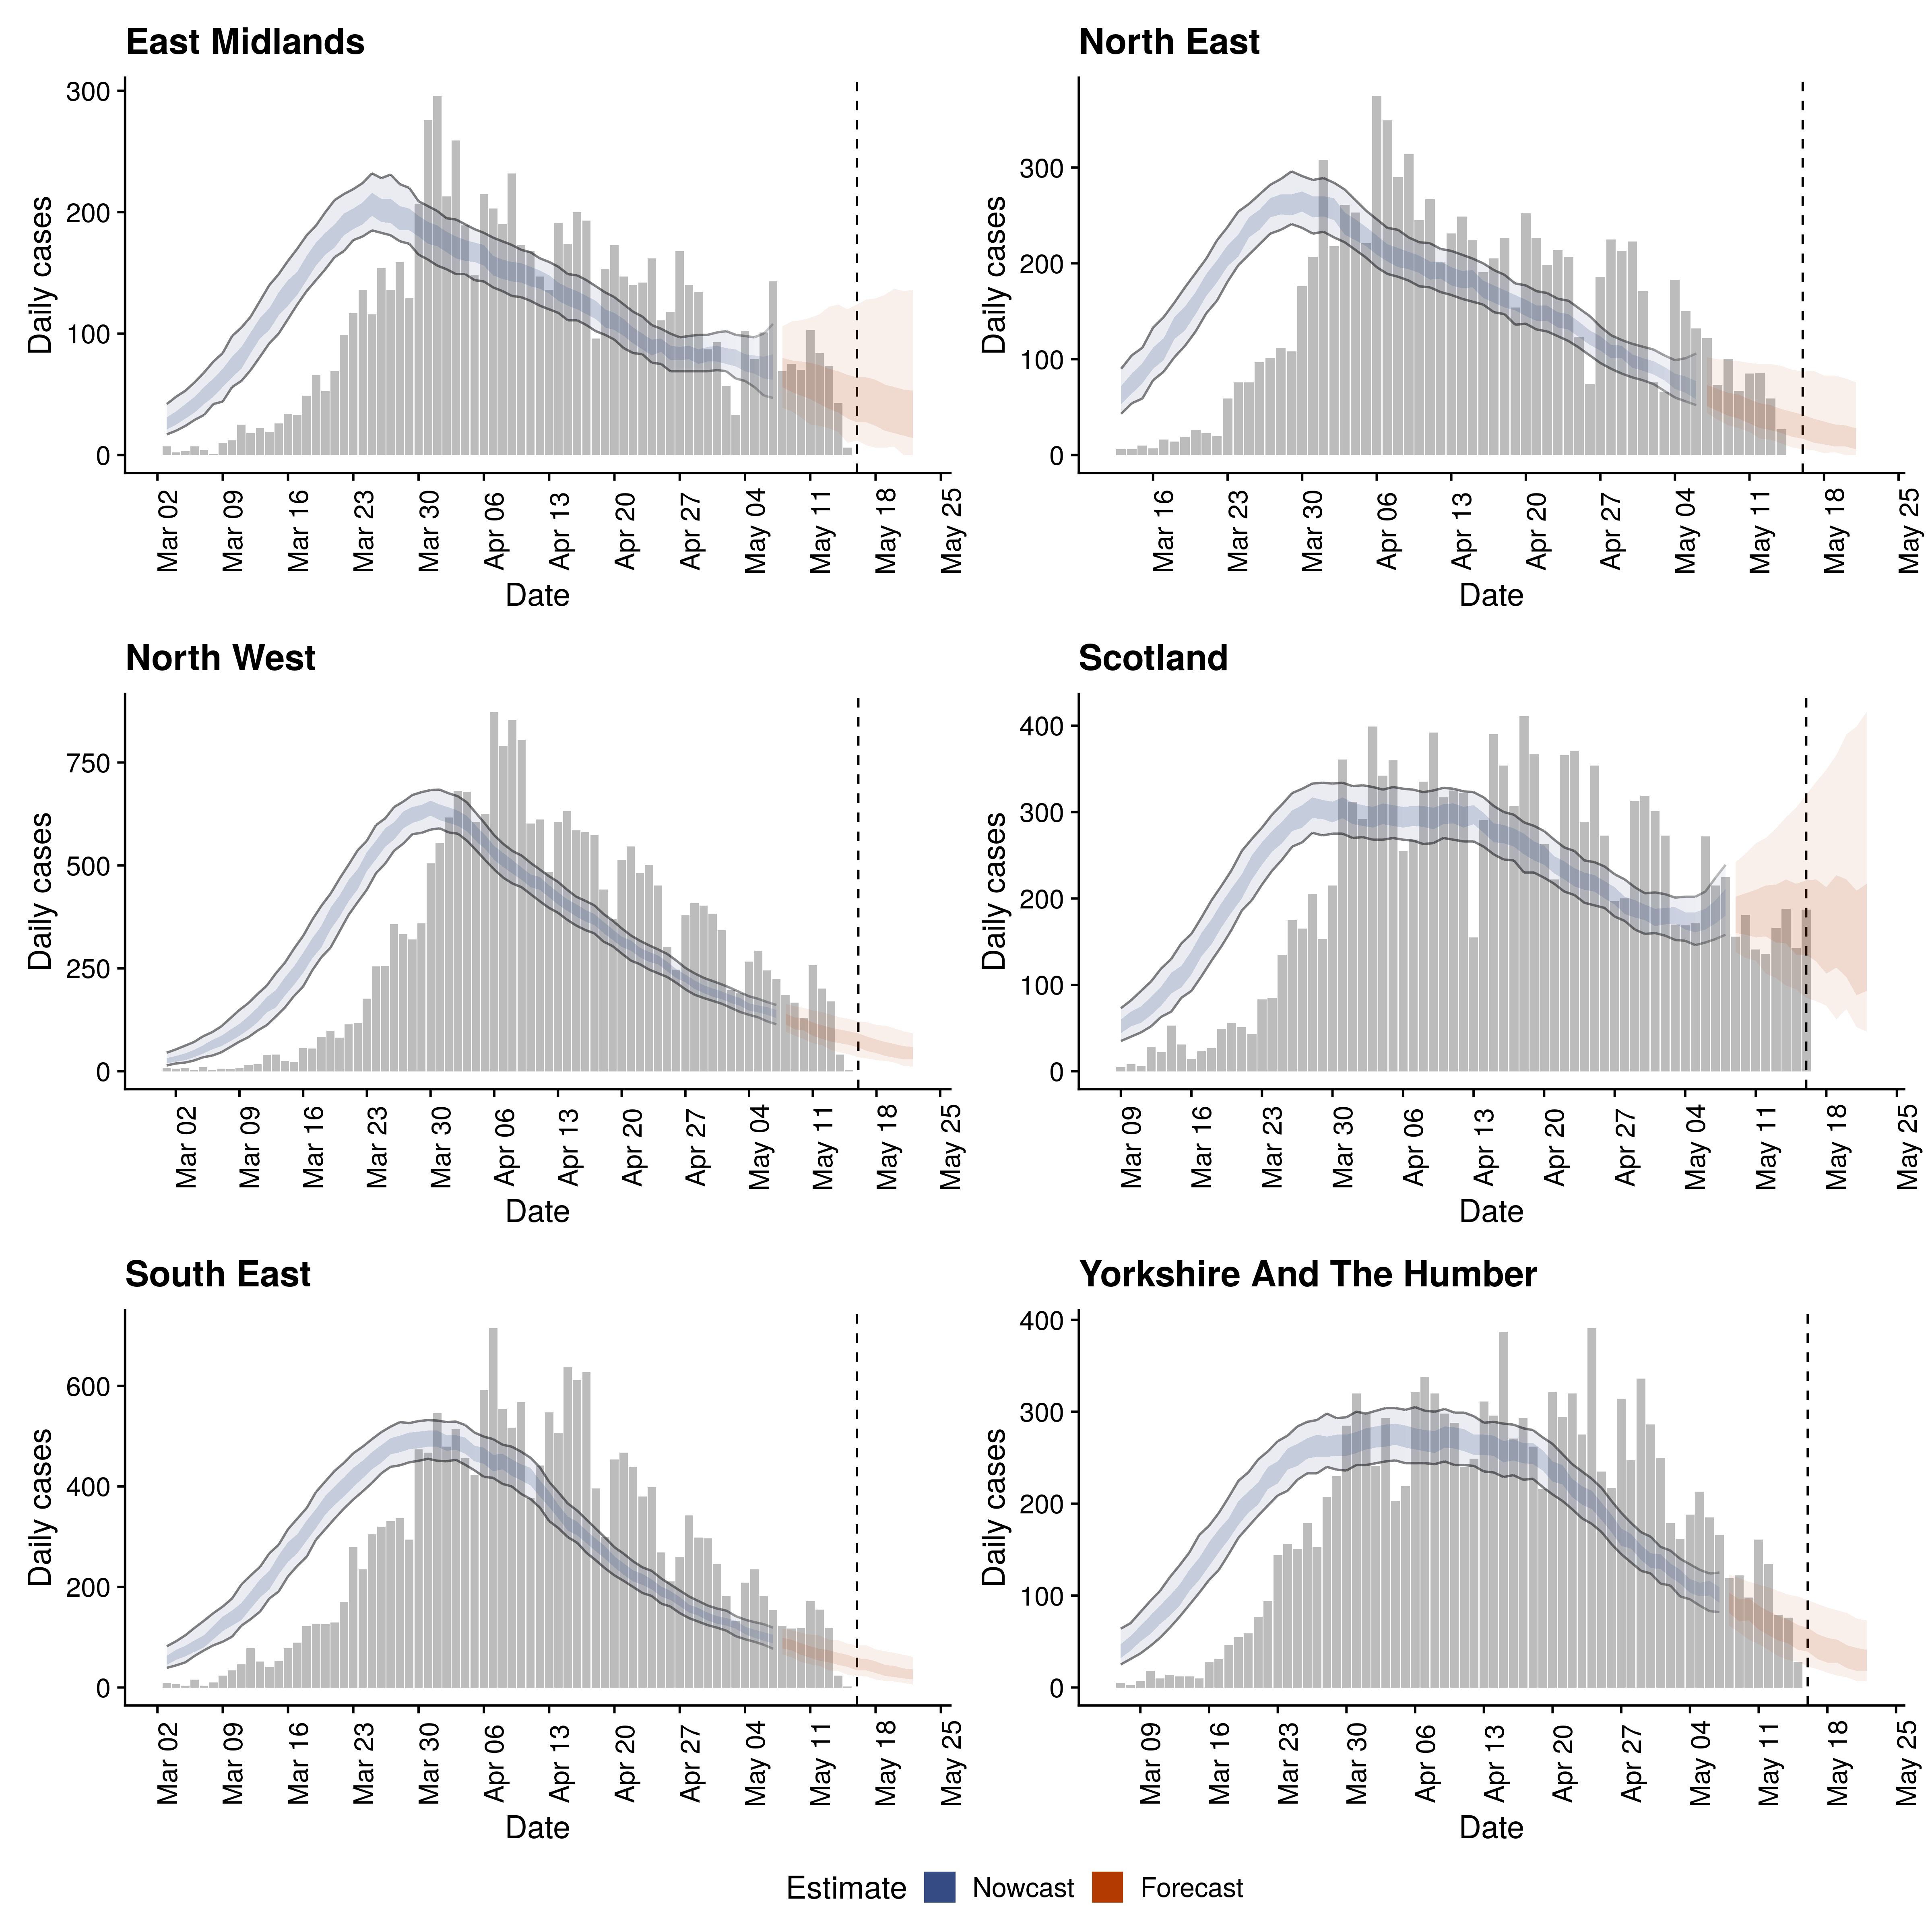 East Midlands
Daily cases
300
200
100
0
Mar 02
Mar 09
Mar 16
Mar 23
Mar 30
Apr 06
Apr 13
Apr 20
Apr 27
May 04
May 11
May 18
May 25
Date
North East
Daily cases
300
200
100
0
Mar 16
Mar 23
Mar 30
Apr 06
Apr 13
Apr 20
Apr 27
May 04
May 11
May 18
May 25
Date
North West
Daily cases
750
500
250
0
Mar 02
Mar 09
Mar 16
Mar 23
Mar 30
Apr 06
Apr 13
Apr 20
Apr 27
May 04
May 11
May 18
May 25
Date
Scotland
Daily cases
400
300
200
100
0
Mar 09
Mar 16
Mar 23
Mar 30
Apr 06
Apr 13
Apr 20
Apr 27
May 04
May 11
May 18
May 25
Date
South East
Daily cases
600
400
200
0
Mar 02
Mar 09
Mar 16
Mar 23
Mar 30
Apr 06
Apr 13
Apr 20
Apr 27
May 04
May 11
May 18
May 25
Date
Yorkshire And The Humber
Daily cases
400
300
200
100
0
Mar 09
Mar 16
Mar 23
Mar 30
Apr 06
Apr 13
Apr 20
Apr 27
May 04
May 11
May 18
May 25
Date
Estimate Nowcast Forecast